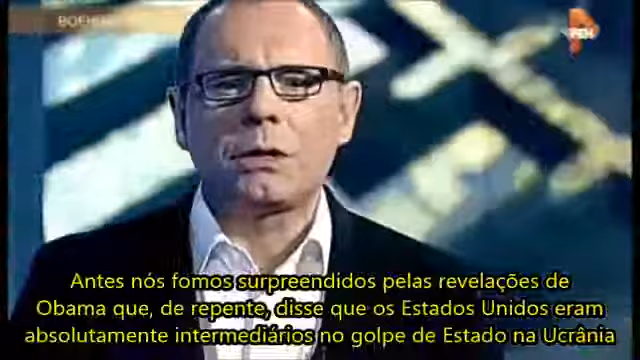 РЕН
Antes nós fomos surpreendidos pelas revelações de
Obama que, de repente, disse que os Estados Unidos eram
absolutamente intermediários no golpe de Estado na Ucrânia